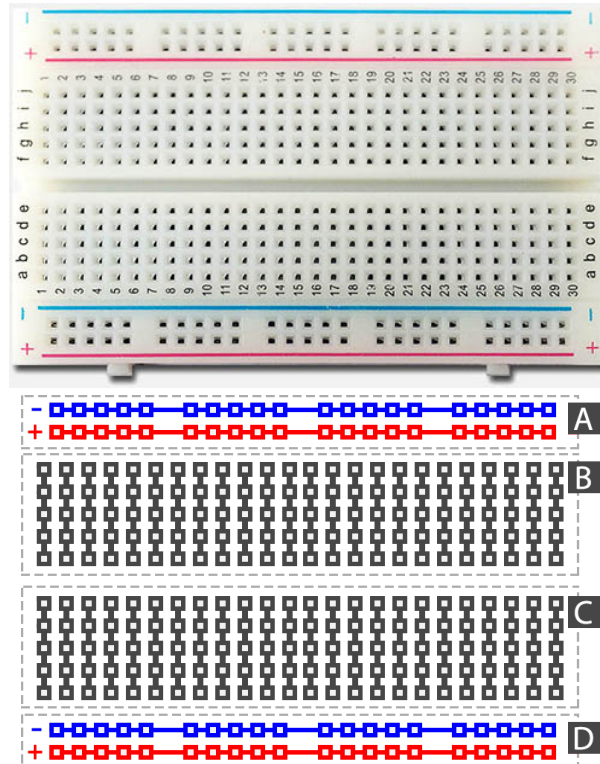 -
+
1 2 3 4 5 6 7 8 9 10 11 12 13 14 15 16 17 18 19 20 21 22 23 24 25 26 27 28 29 30
j j
i i
h h
g g
f f
e e
d d
c c
b b
a a
1 2 3 4 5 6 7 8 9 10 11 12 13 14 15 16 17 18 19 20 21 22 23 24 25 26 27 28 29 30
- -
+ +
- A
+
B
C
- D
+